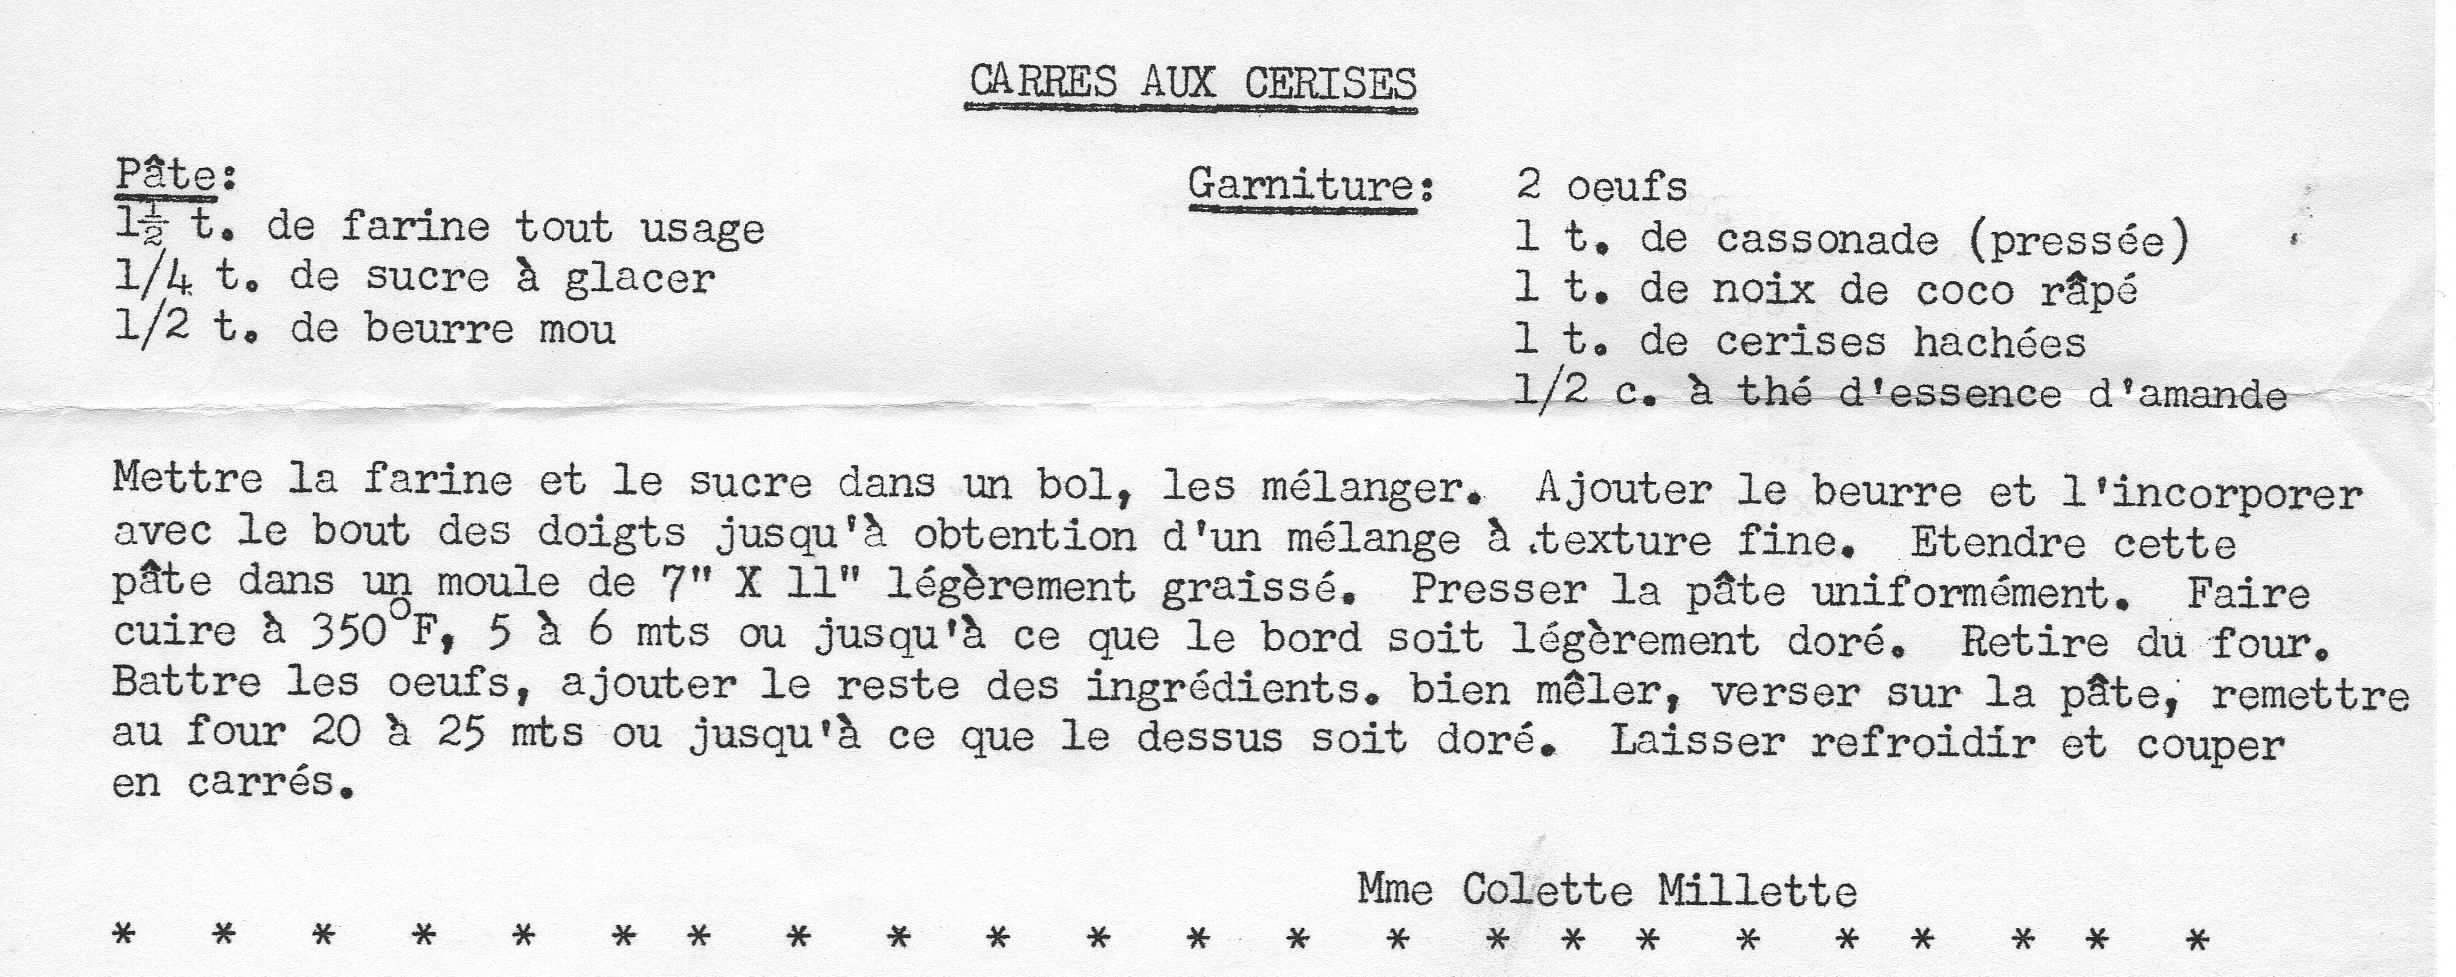 CARRES AUX CERISES
Pâte:
1½ t. de farine tout usage
1/4 t. de sucre à glacer
1/2 t. de beurre mou
Garniture: 2 oeufs
1 t. de cassonade (pressée)
1 t. de noix de coco râpé
1 t. de cerises hachées
1/2 c. à thé d'essence d'amande
Mettre la farine et le sucre dans un bol, les mélanger. Ajouter le beurre et l'incorporer
avec le bout des doigts jusqu'à obtention d'un mélange à texture fine. Etendre cette
pâte dans un moule de 7" X 11" légèrement graissé. Presser la pâte uniformément. Faire
cuire à 350°F, 5 à 6 mts ou jusqu'à ce que le bord soit légèrement doré. Retire du four.
Battre les oeufs, ajouter le reste des ingrédients. bien mêler, verser sur la pâte, remettre
au four 20 à 25 mts ou jusqu'à ce que le dessus soit doré. Laisser refroidir et couper
en carrés.
Mme Colette Millette
* * * * * * * * * * * * * * * * * * * * * * *